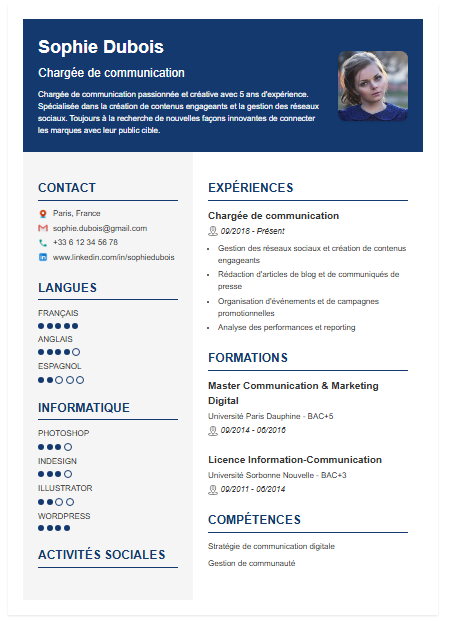 Sophie Dubois
Chargée de communication
Chargée de communication passionnée et créative avec 5 ans d'expérience.
Spécialisée dans la création de contenus engageants et la gestion des réseaux
sociaux. Toujours à la recherche de nouvelles façons innovantes de connecter
les marques avec leur public cible.
CONTACT
Paris, France
sophie.dubois@gmail.com
+33 6 12 34 56 78
www.linkedin.com/in/sophiedubois
LANGUES
FRANÇAIS
ANGLAIS
ESPAGNOL
INFORMATIQUE
PHOTOSHOP
INDESIGN
ILLUSTRATOR
WORDPRESS
ACTIVITÉS SOCIALES
EXPÉRIENCES
Chargée de communication
09/2018 - Présent
Gestion des réseaux sociaux et création de contenus
engageants
Rédaction d'articles de blog et de communiqués de
presse
Organisation d'événements et de campagnes
promotionnelles
Analyse des performances et reporting
FORMATIONS
Master Communication & Marketing
Digital
Université Paris Dauphine - BAC+5
09/2014 - 06/2016
Licence Information-Communication
Université Sorbonne Nouvelle - BAC+3
09/2011 - 06/2014
COMPÉTENCES
Stratégie de communication digitale
Gestion de communauté